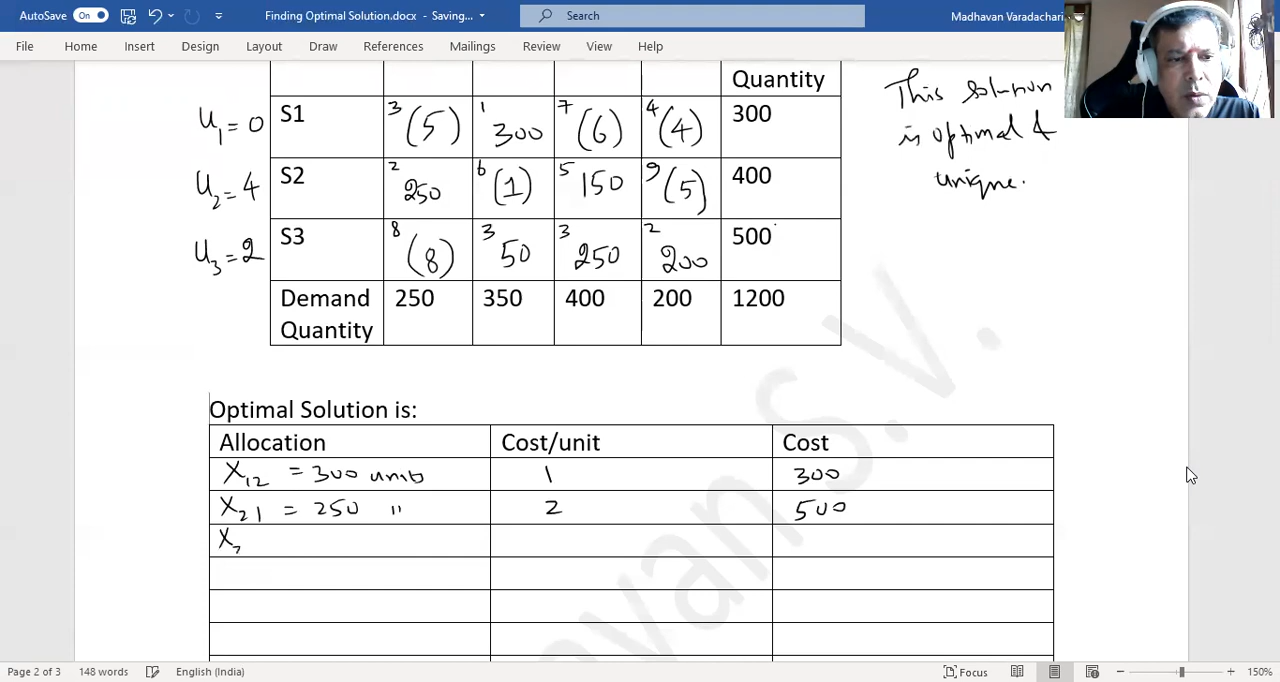 AutoSave On Finding Optimal Solution.docx - Saving... Search Madhavan Varadachari
File Home Insert Design Layout Draw References Mailings Review View Help
Quantity
U1 = 0 S1 3 (5) 1 300 7 (6) 4 (4) 300
U2 = 4 S2 2 250 6 (1) 5 150 9 (5) 400
U3 = 2 S3 8 (8) 3 50 3 250 2 200 500
Demand Quantity 250 350 400 200 1200
This solution
is optimal &
unique.
Optimal Solution is:
Allocation Cost/unit Cost
X12 = 300 units 1 300
X21 = 250 " 2 500
X
avan S.V.
Page 2 of 3 148 words English (India) Focus 150%